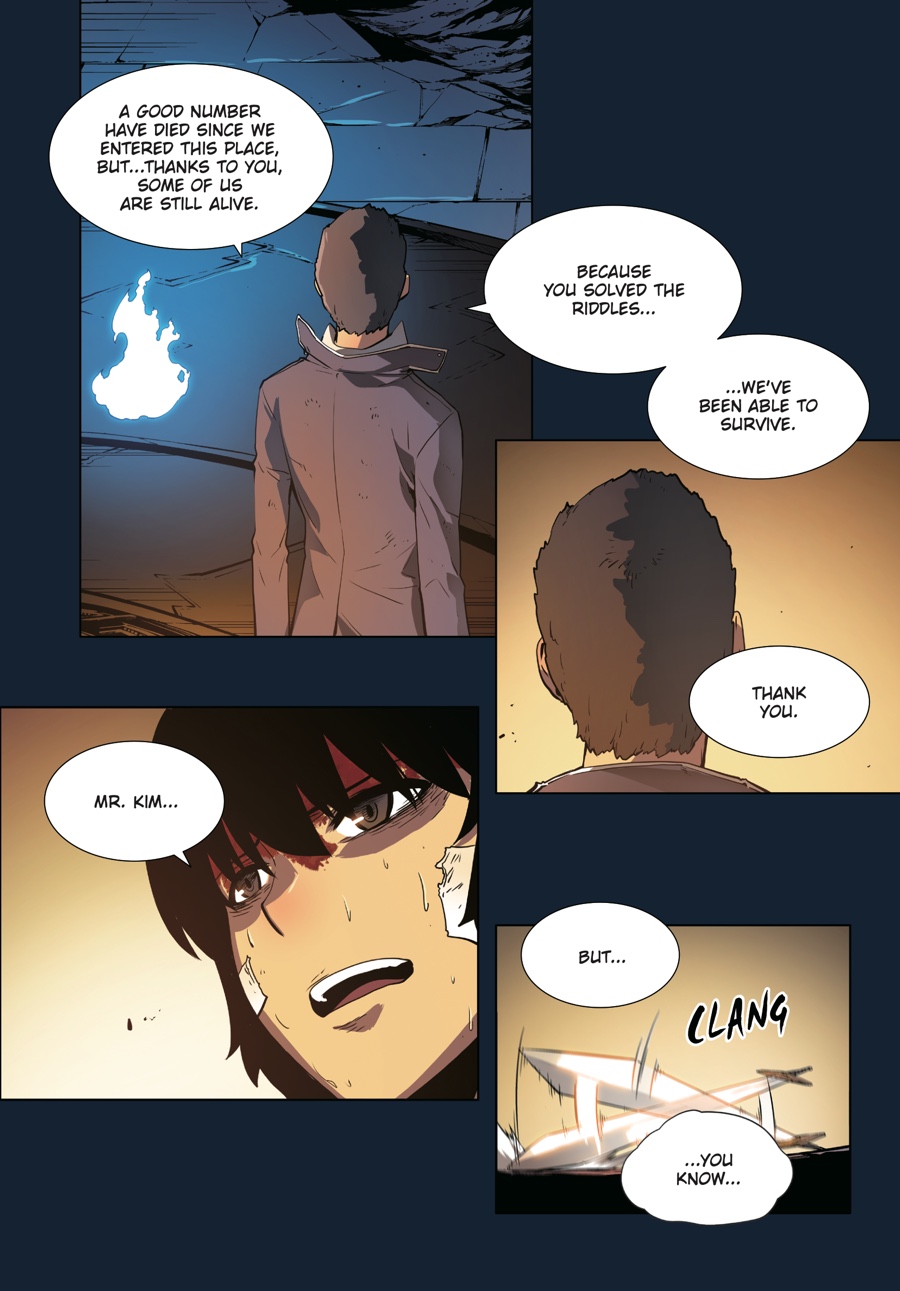 A GOOD NUMBER
HAVE DIED SINCE WE
ENTERED THIS PLACE,
BUT...THANKS TO YOU,
SOME OF US
ARE STILL ALIVE.
BECAUSE
YOU SOLVED THE
RIDDLES...
...WE'VE
BEEN ABLE TO
SURVIVE.
THANK
YOU.
MR. KIM...
BUT...
CLANG
...YOU
KNOW...